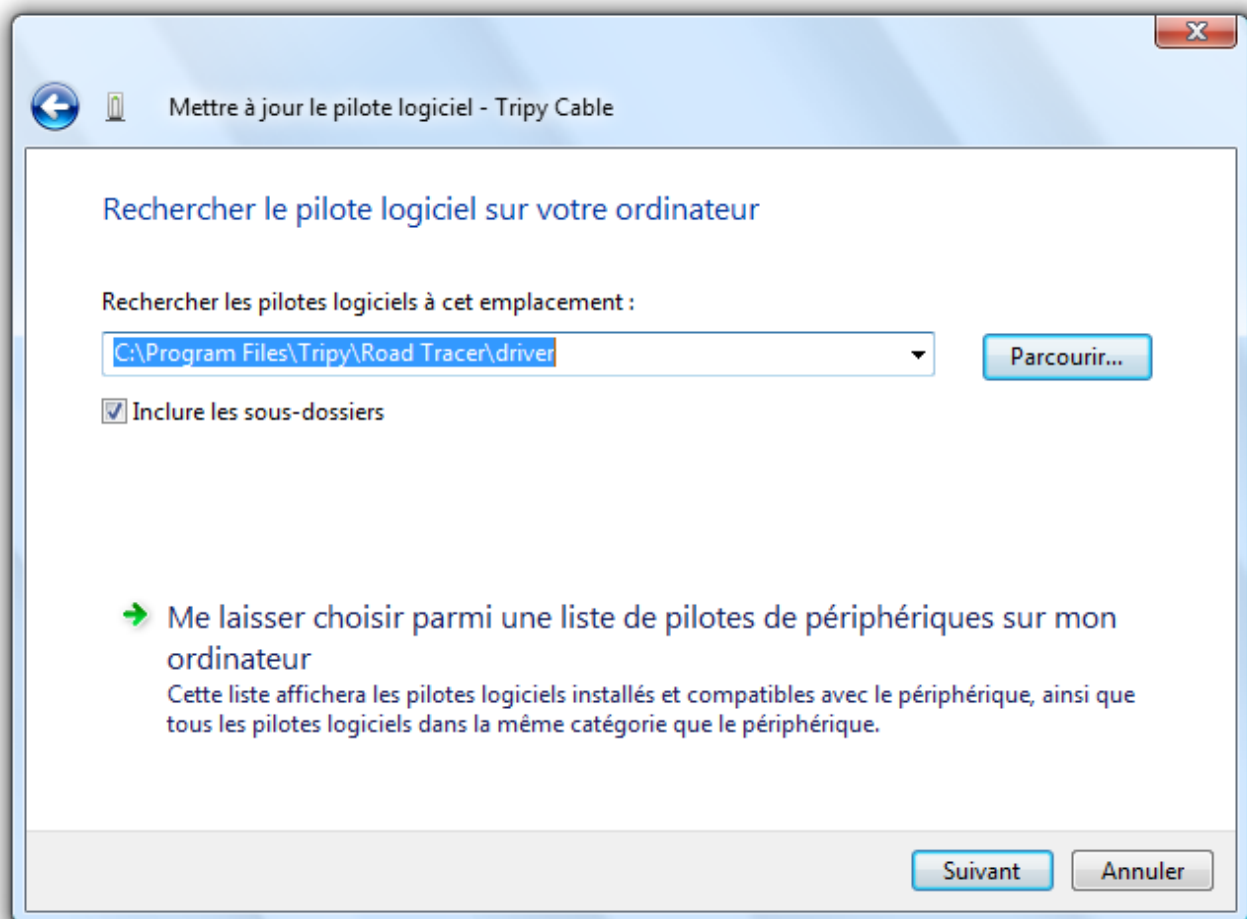 Mettre à jour le pilote logiciel - Tripy Cable
Rechercher le pilote logiciel sur votre ordinateur
Rechercher les pilotes logiciels à cet emplacement :
C:\Program Files\Tripy\Road Tracer\driver
Parcourir...
Inclure les sous-dossiers
Me laisser choisir parmi une liste de pilotes de périphériques sur mon
ordinateur
Cette liste affichera les pilotes logiciels installés et compatibles avec le périphérique, ainsi que
tous les pilotes logiciels dans la même catégorie que le périphérique.
Suivant
Annuler